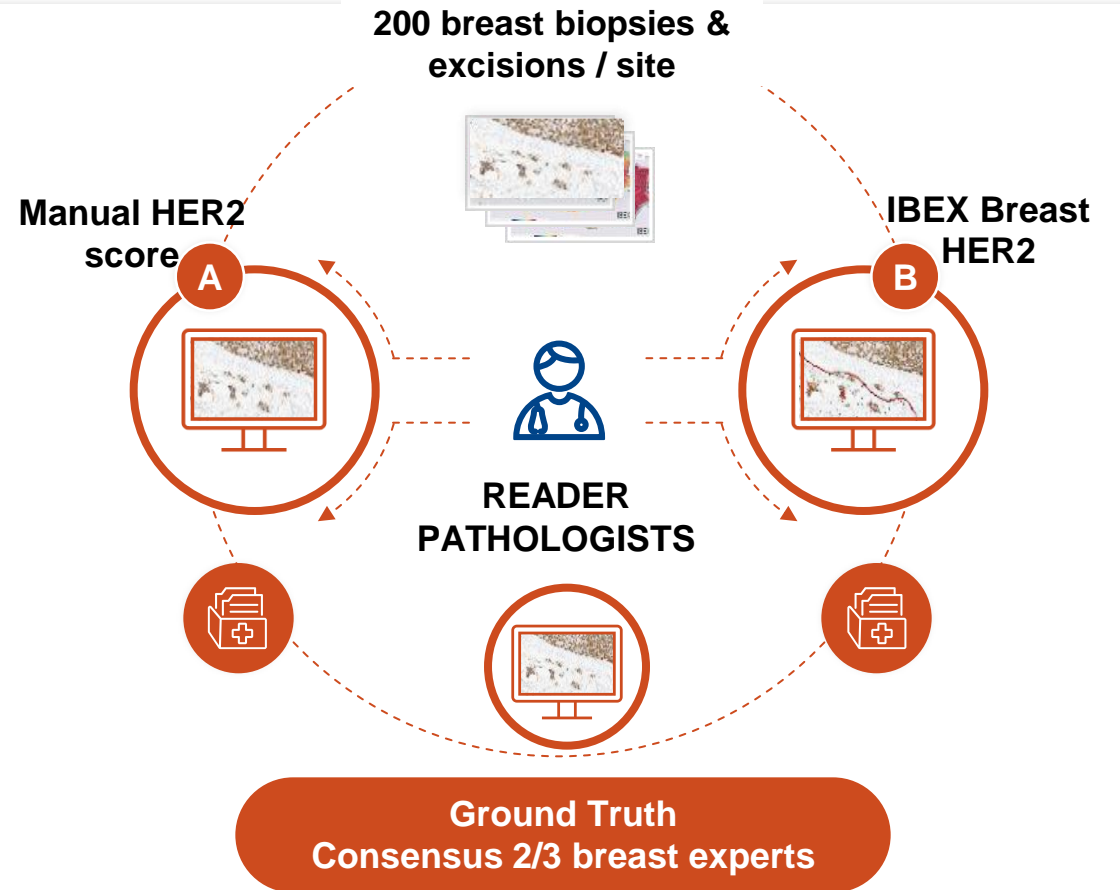 200 breast biopsies &
excisions / site
Manual HER2
score
A
IBEX Breast
HER2
B
READER
PATHOLOGISTS
Ground Truth
Consensus 2/3 breast experts